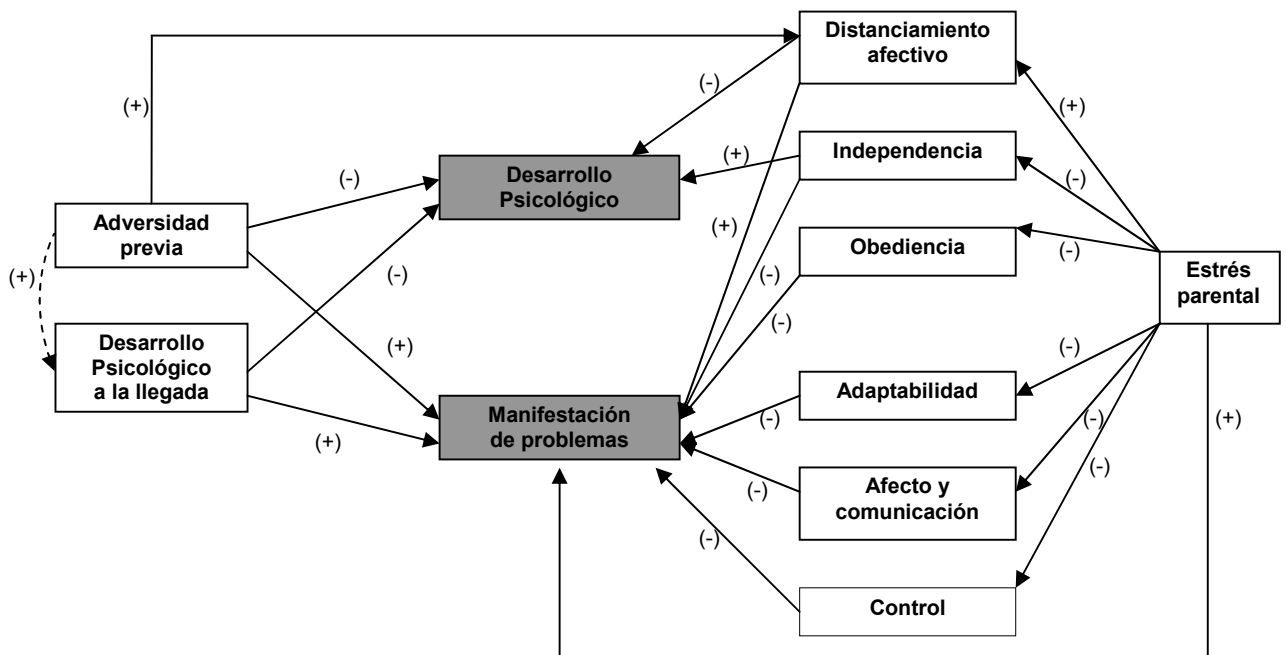 Distanciamiento
afectivo
(-)
(+)
(+)
Independencia
(+)
Desarrollo
Psicológico
(-)
(-)
Adversidad
previa
(+)
Obediencia
(-)
Estrés
parental
(+)
(-)
(-)
(-)
Desarrollo
Psicológico
a la llegada
(+)
(-)
Adaptabilidad
(-)
Manifestación
de problemas
(+)
(-)
(-)
(+)
Afecto y
comunicación
(-)
(-)
(-)
Control